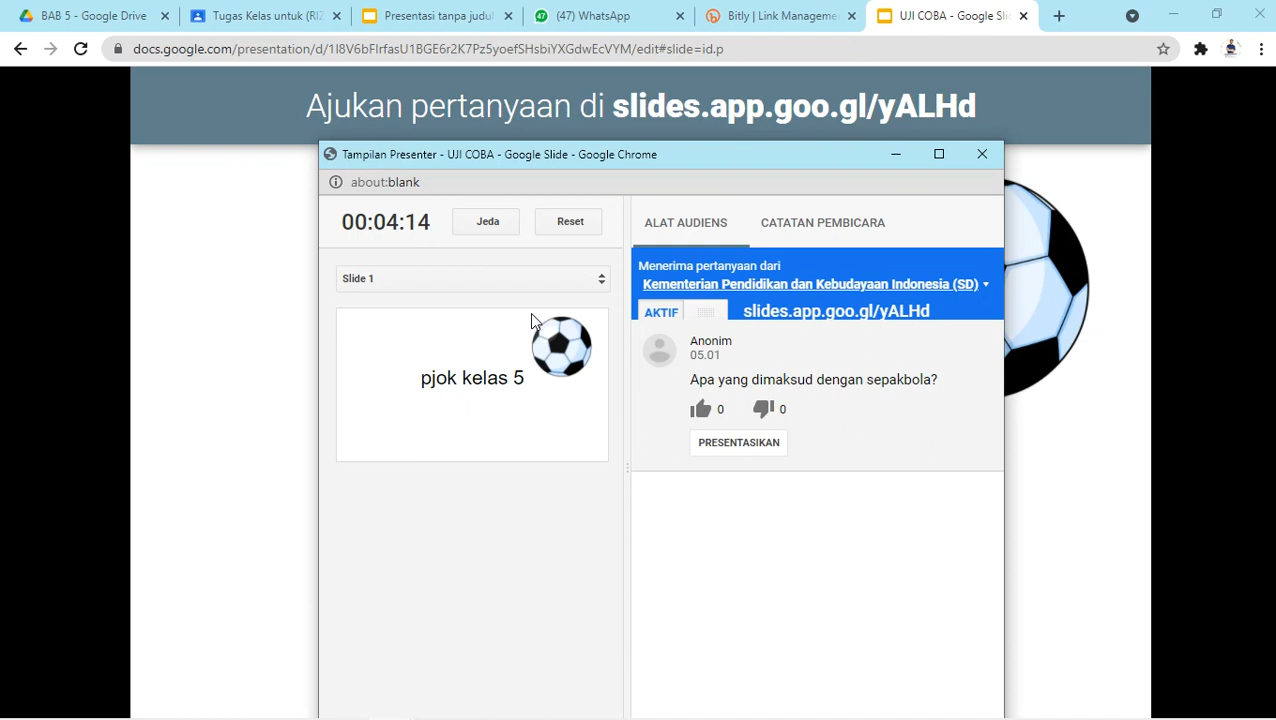 BAB 5 - Google Drive
Tugas Kelas untuk (RIZ
Presentasi tanpa judul
(47) WhatsApp
Bitly | Link Manageme
UJI COBA - Google Sli
docs.google.com/presentation/d/1I8V6bFIrfasU1BGE6r2K7Pz5yoefSHsbiYXGdwEcVYM/edit#slide=id.p
Ajukan pertanyaan di slides.app.goo.gl/yALHd
Tampilan Presenter - UJI COBA - Google Slide - Google Chrome
about:blank
00:04:14
Jeda
Reset
Slide 1
pjok kelas 5
ALAT AUDIENS
CATATAN PEMBICARA
Menerima pertanyaan dari
Kementerian Pendidikan dan Kebudayaan Indonesia (SD)
AKTIF
slides.app.goo.gl/yALHd
Anonim
05.01
Apa yang dimaksud dengan sepakbola?
0
0
PRESENTASIKAN